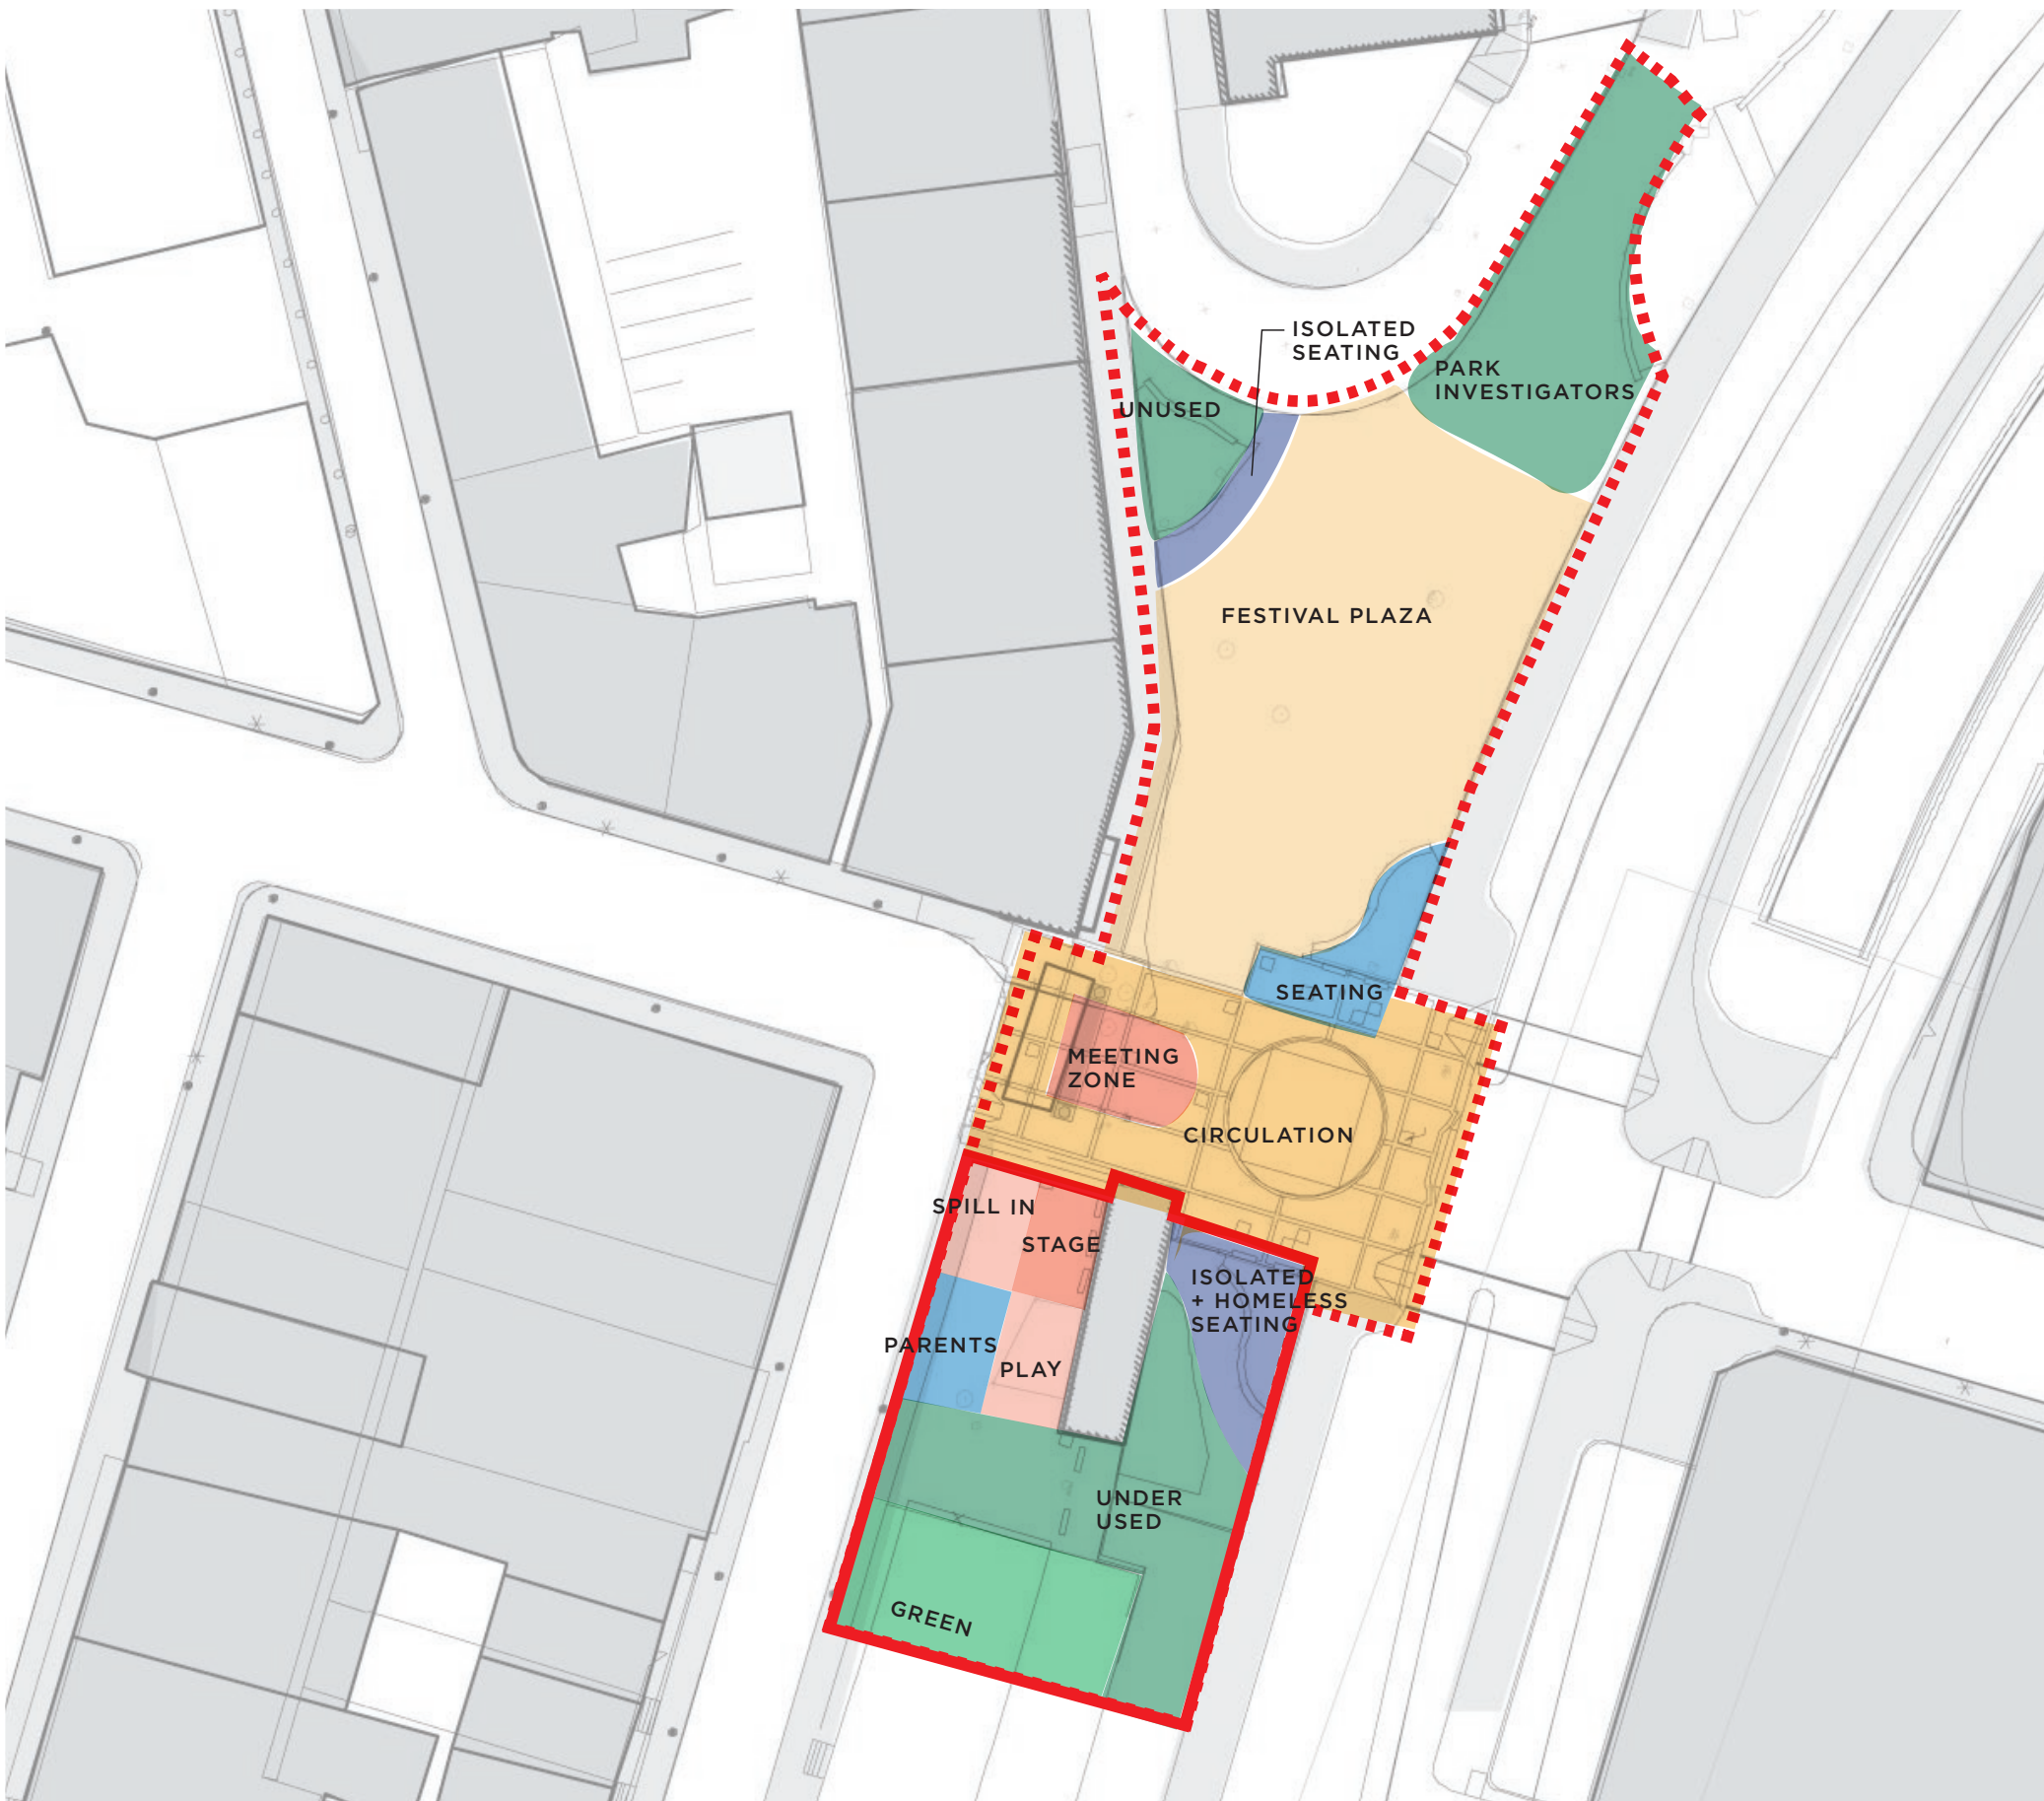 ISOLATED
SEATING
PARK
INVESTIGATORS
UNUSED
FESTIVAL PLAZA
SEATING
MEETING
ZONE
CIRCULATION
SPILL IN
STAGE
ISOLATED
+ HOMELESS
SEATING
PARENTS
PLAY
UNDER
USED
GREEN